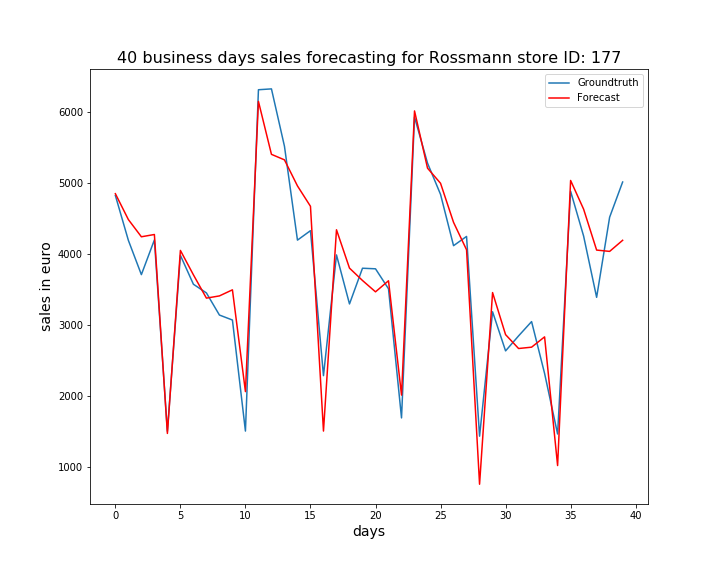 40 business days sales forecasting for Rossmann store ID: 177
Groundtruth
Forecast
6000
5000
4000
3000
2000
1000
sales in euro
0 5 10 15 20 25 30 35 40
days